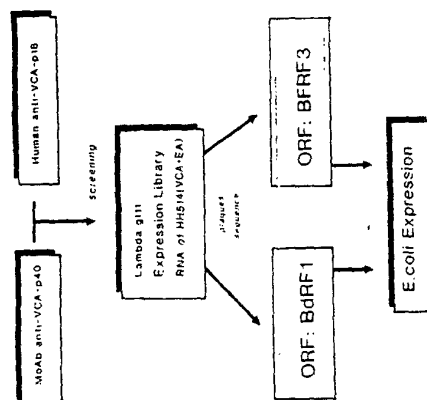 MoAb anti-VCA-p40
Human anti-VCA-p18
screening
Lambda gt11
Expression Library
RNA of HH514(VCA+EA)
plaques
sequence
ORF: BdRF1
ORF: BFRF3
E.coli Expression